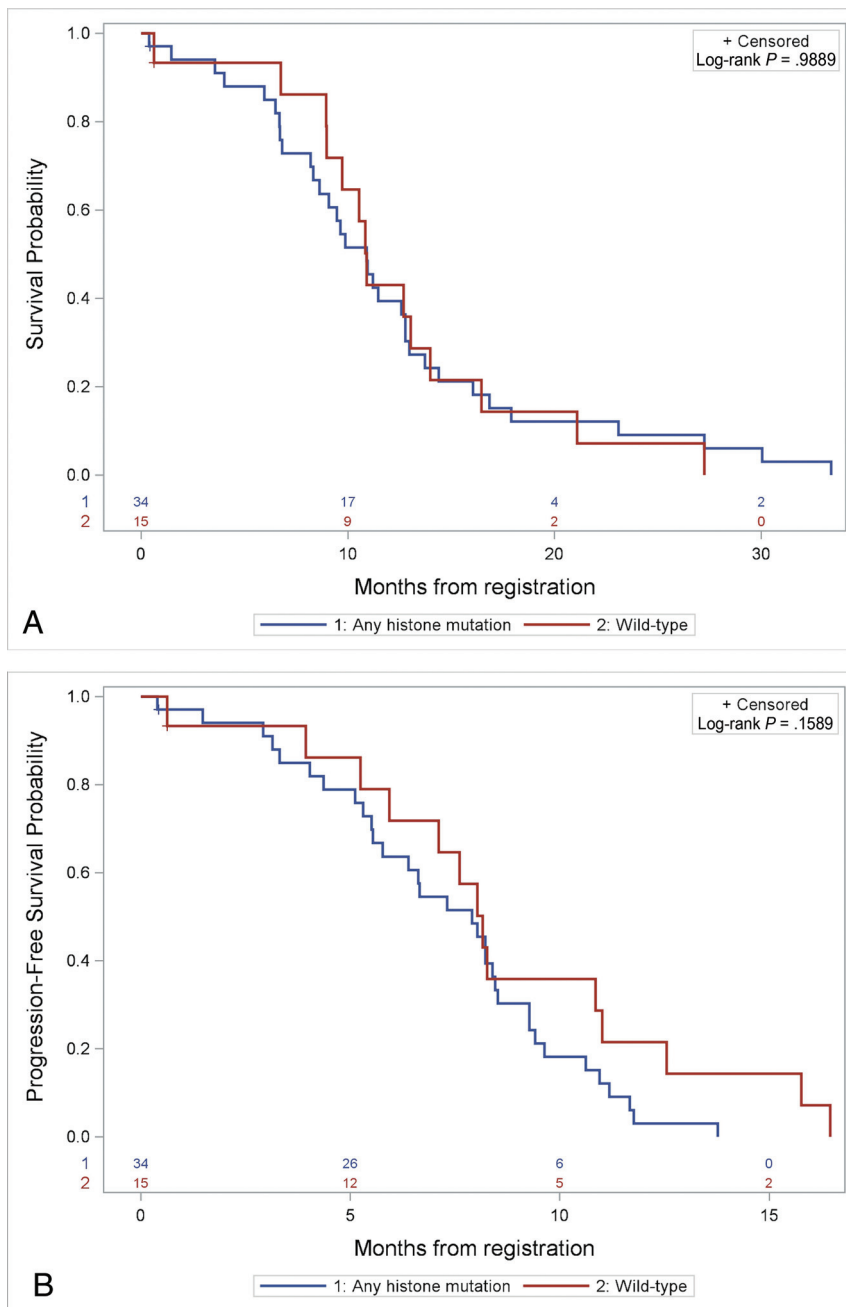 1.0
+ Censored
Log-rank P = .9889
0.8
0.6
0.4
0.2
0.0
Survival Probability
1 34 17 4 2
2 15 9 2 0
0 10 20 30
Months from registration
A
1: Any histone mutation 2: Wild-type
1.0
+ Censored
Log-rank P = .1589
0.8
0.6
0.4
0.2
0.0
Progression-Free Survival Probability
1 34 26 6 0
2 15 12 5 2
0 5 10 15
Months from registration
B
1: Any histone mutation 2: Wild-type